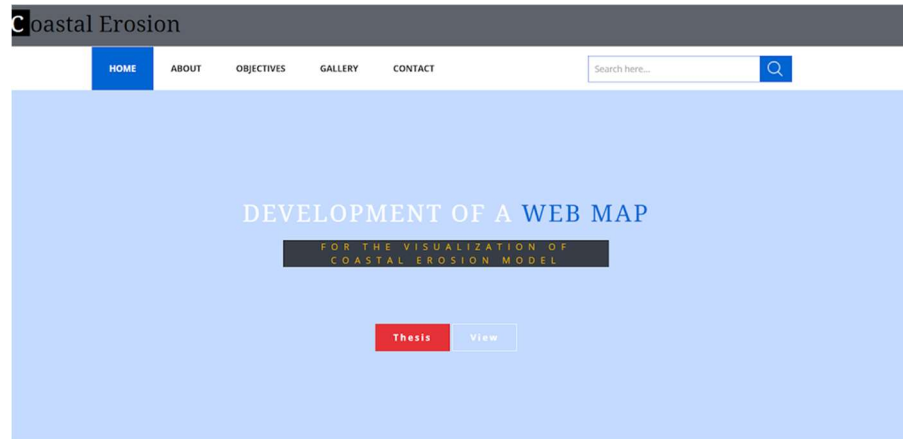 Coastal Erosion
HOME ABOUT OBJECTIVES GALLERY CONTACT Search here...
DEVELOPMENT OF A WEB MAP
FOR THE VISUALIZATION OF
COASTAL EROSION MODEL
Thesis View